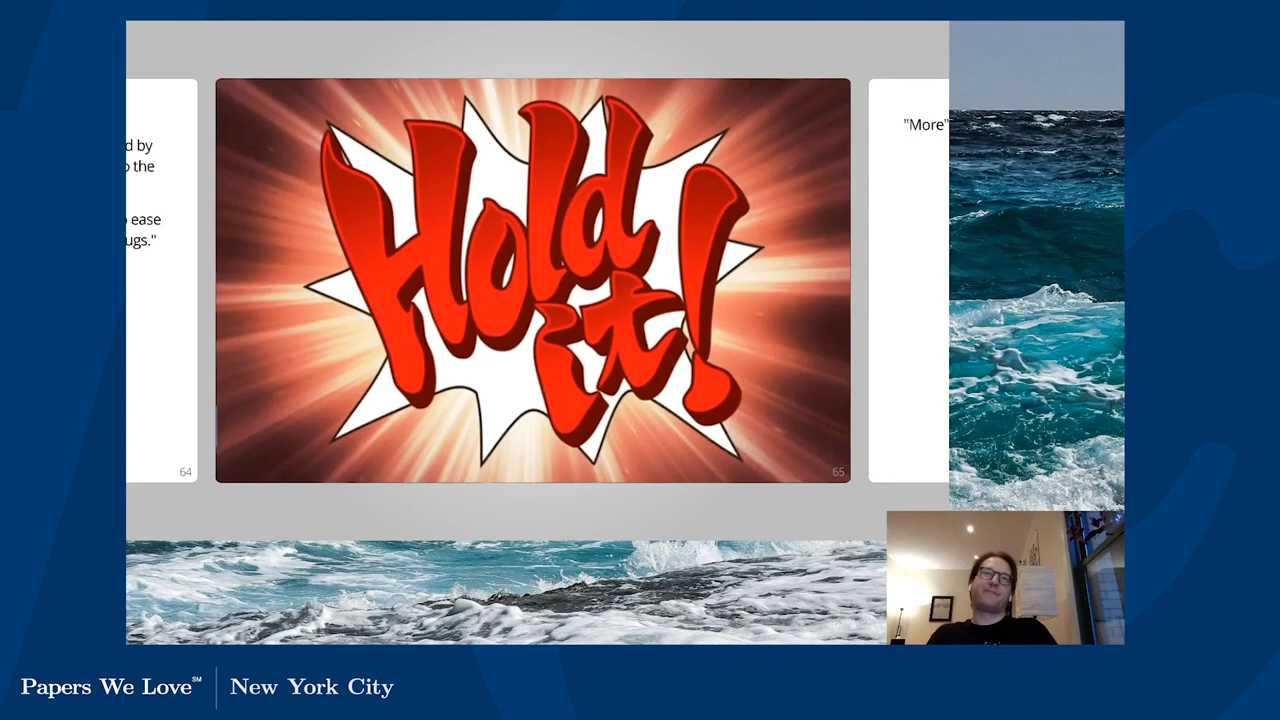 d by
o the
ease
ugs."
64
Hold
it!
65
"More"
Papers We Love℠
New York City